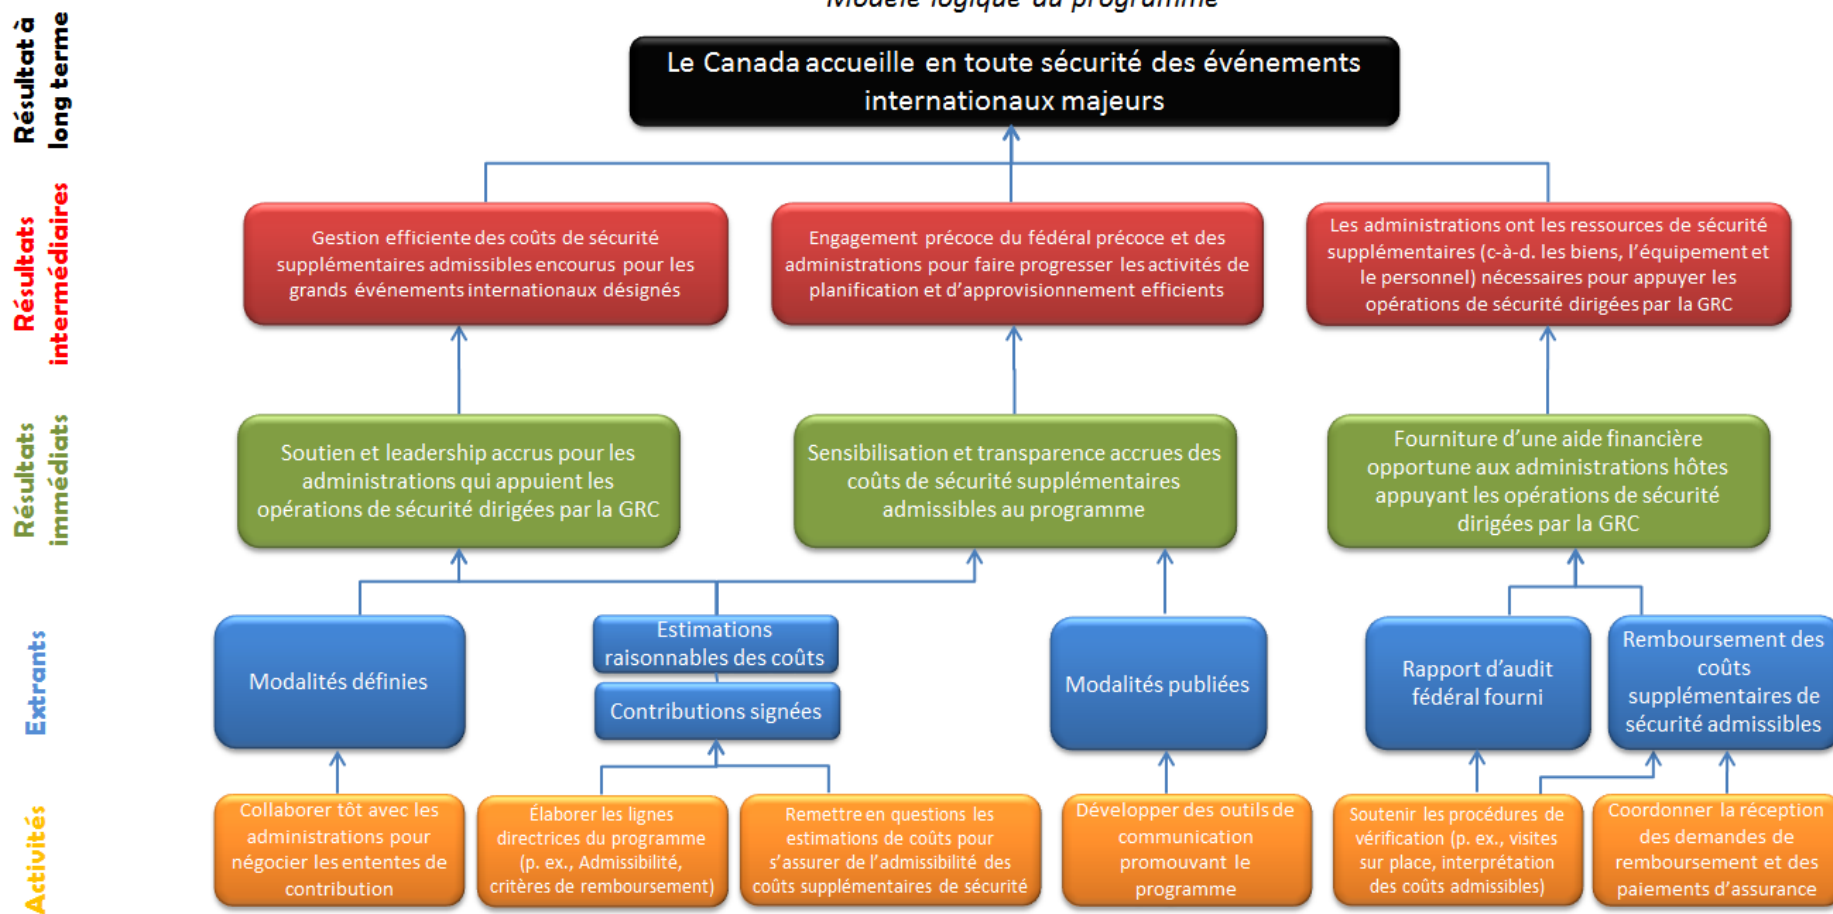 Modèle logique du programme
Résultat à
long terme
Le Canada accueille en toute sécurité des événements
internationaux majeurs
Résultats
intermédiaires
Gestion efficiente des coûts de sécurité
supplémentaires admissibles encourus pour les
grands événements internationaux désignés
Engagement précoce du fédéral précoce et des
administrations pour faire progresser les activités de
planification et d'approvisionnement efficients
Les administrations ont les ressources de sécurité
supplémentaires (c-à-d. les biens, l'équipement et
le personnel) nécessaires pour appuyer les
opérations de sécurité dirigées par la GRC
Résultats
immédiats
Soutien et leadership accrus pour les
administrations qui appuient les
opérations de sécurité dirigées par la GRC
Sensibilisation et transparence accrues des
coûts de sécurité supplémentaires
admissibles au programme
Fourniture d'une aide financière
opportune aux administrations hôtes
appuyant les opérations de sécurité
dirigées par la GRC
Extrants
Modalités définies
Estimations
raisonnables des coûts
Contributions signées
Modalités publiées
Rapport d'audit
fédéral fourni
Remboursement des
coûts
supplémentaires de
sécurité admissibles
Activités
Collaborer tôt avec les
administrations pour
négocier les ententes de
contribution
Élaborer les lignes
directrices du programme
(p. ex., Admissibilité,
critères de remboursement)
Remettre en questions les
estimations de coûts pour
s'assurer de l'admissibilité des
coûts supplémentaires de sécurité
Développer des outils de
communication
promouvant le
programme
Soutenir les procédures de
vérification (p. ex., visites
sur place, interprétation
des coûts admissibles)
Coordonner la réception
des demandes de
remboursement et des
paiements d'assurance